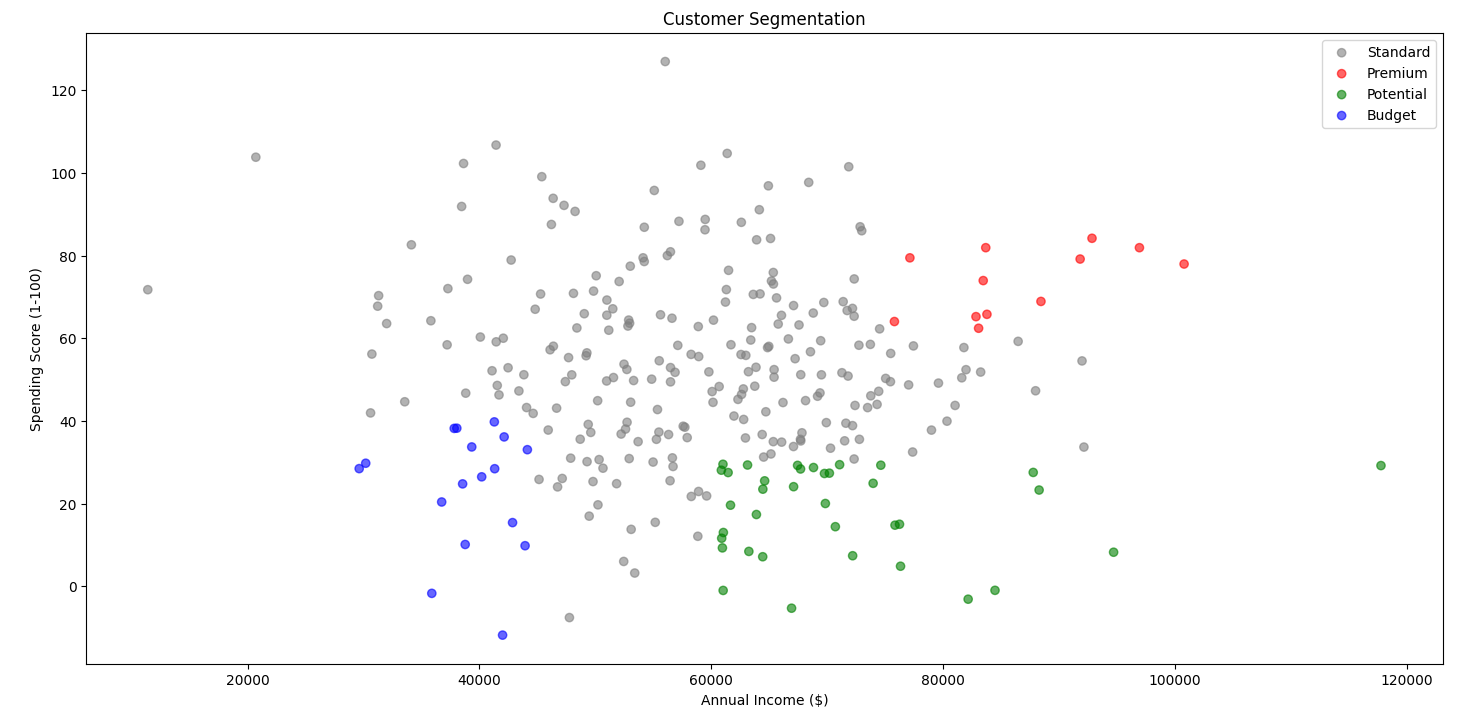 Customer Segmentation
Standard
Premium
Potential
Budget
120
100
80
60
40
20
0
Spending Score (1-100)
20000 40000 60000 80000 100000 120000
Annual Income ($)